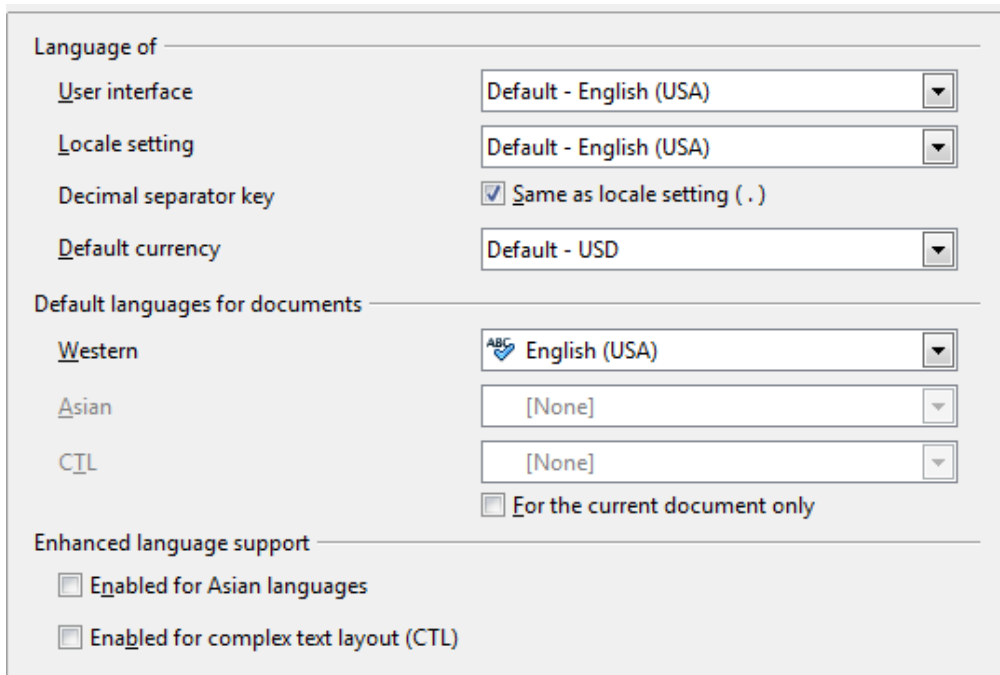 Language of
User interface Default - English (USA)
Locale setting Default - English (USA)
Decimal separator key Same as locale setting ( . )
Default currency Default - USD
Default languages for documents
Western ABC English (USA)
Asian [None]
CTL [None]
For the current document only
Enhanced language support
Enabled for Asian languages
Enabled for complex text layout (CTL)